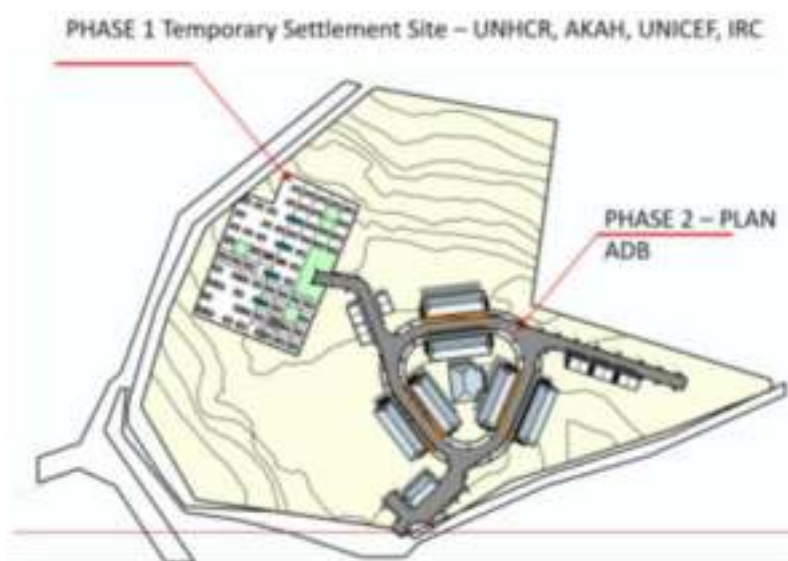 PHASE 1 Temporary Settlement Site – UNHCR, AKAH, UNICEF, IRC
PHASE 2 – PLAN
ADB